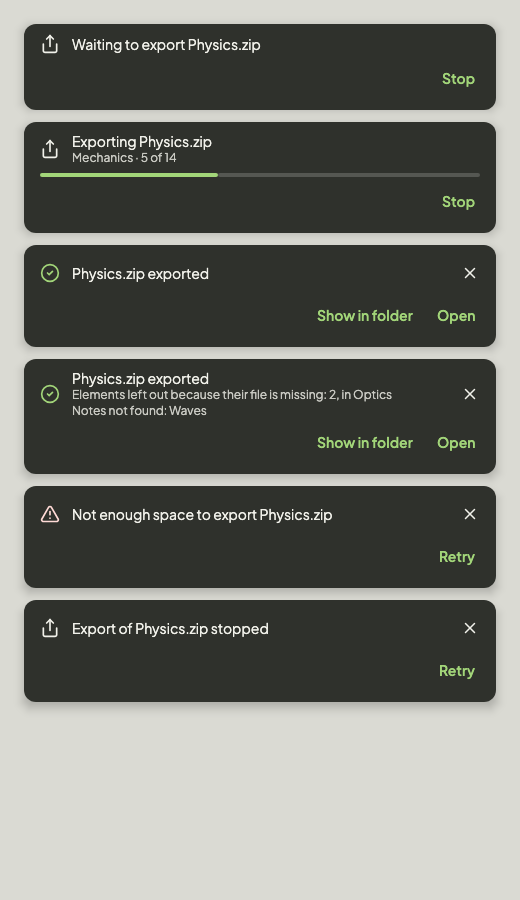 Waiting to export Physics.zip
Stop
Exporting Physics.zip
Mechanics · 5 of 14
Stop
Physics.zip exported
Show in folder Open
Physics.zip exported
Elements left out because their file is missing: 2, in Optics
Notes not found: Waves
Show in folder Open
Not enough space to export Physics.zip
Retry
Export of Physics.zip stopped
Retry